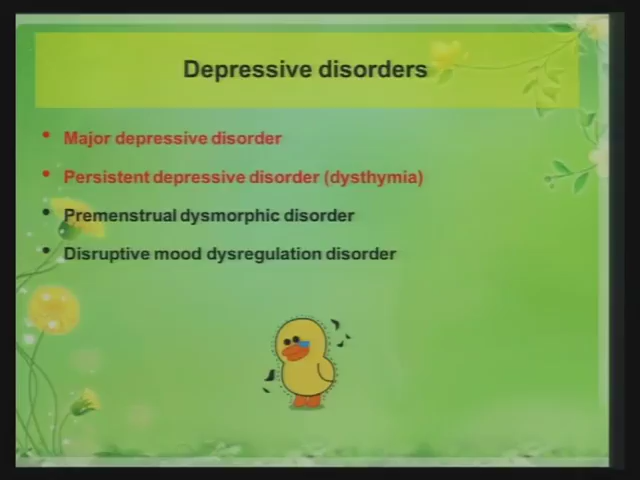 Depressive disorders
• Major depressive disorder
• Persistent depressive disorder (dysthymia)
• Premenstrual dysmorphic disorder
• Disruptive mood dysregulation disorder